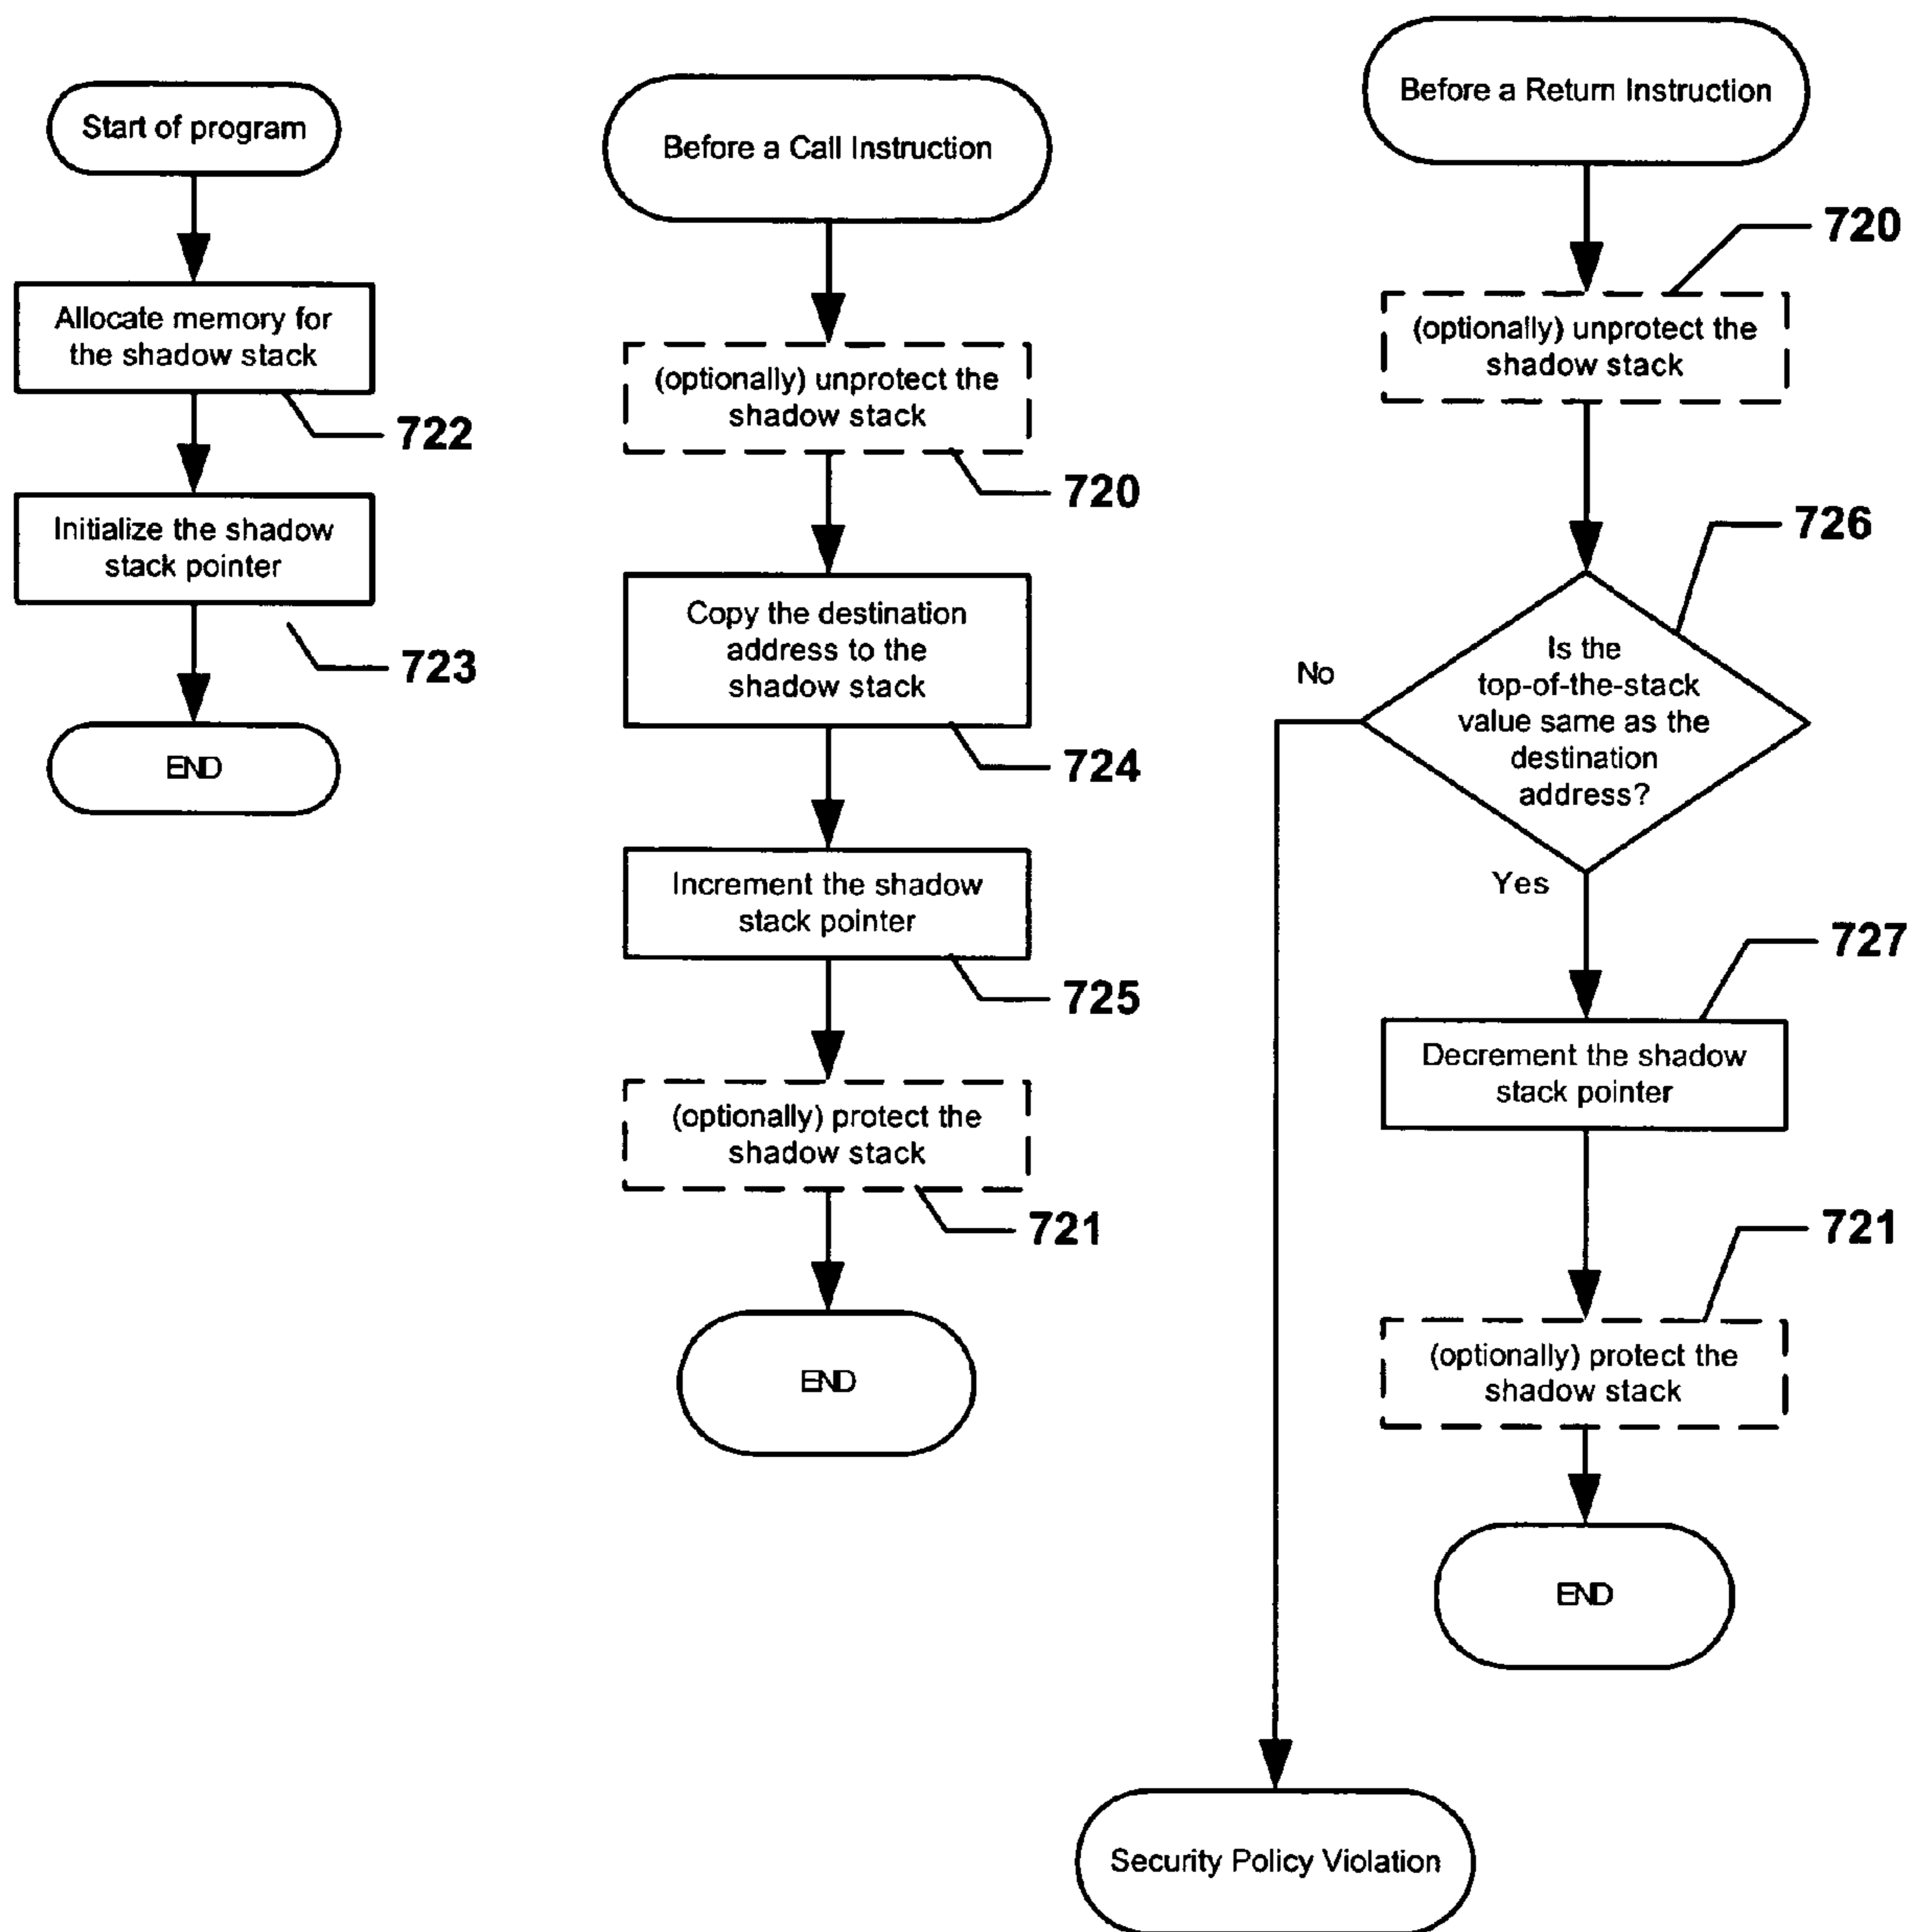 Start of program
Allocate memory for
the shadow stack
722
Initialize the shadow
stack pointer
723
END
Before a Call Instruction
(optionally) unprotect the
shadow stack
720
Copy the destination
address to the
shadow stack
724
Increment the shadow
stack pointer
725
(optionally) protect the
shadow stack
721
END
Before a Return Instruction
720
(optionally) unprotect the
shadow stack
726
Is the
top-of-the-stack
value same as the
destination
address?
No
Yes
727
Decrement the shadow
stack pointer
721
(optionally) protect the
shadow stack
END
Security Policy Violation